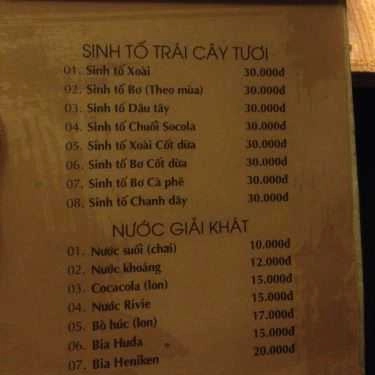 SINH TỐ TRÁI CÂY TƯƠI
01. Sinh tố Xoài 30.000đ
02. Sinh tố Bơ (Theo mùa) 30.000đ
03. Sinh tố Dâu tây 30.000đ
04. Sinh tố Chuối Socola 30.000đ
05. Sinh tố Xoài Cốt dừa 30.000đ
06. Sinh tố Bơ Cốt dừa 30.000đ
07. Sinh tố Bơ Cà phê 30.000đ
08. Sinh tố Chanh dây 30.000đ
NƯỚC GIẢI KHÁT
01. Nước suối (chai) 10.000đ
02. Nước khoáng 12.000đ
03. Cocacola (lon) 15.000đ
04. Nước Rivie 15.000đ
05. Bò húc (lon) 17.000đ
06. Bia Huda 15.000đ
07. Bia Heniken 20.000đ